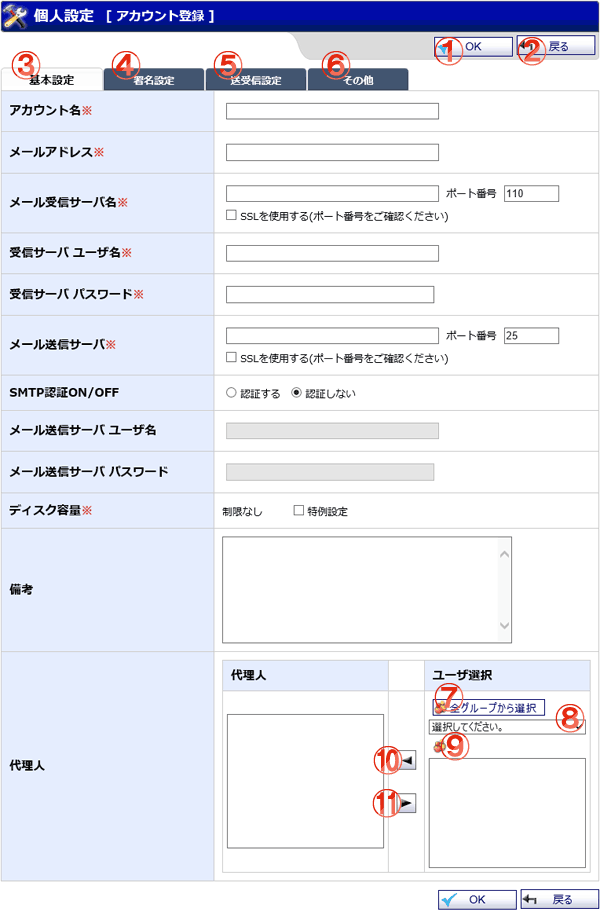 個人設定 [ アカウント登録 ]
① OK ② 戻る
③ ④ ⑤ ⑥
基本設定 署名設定 送受信設定 その他
アカウント名※
メールアドレス※
メール受信サーバ名※ ポート番号 110
SSLを使用する(ポート番号をご確認ください)
受信サーバ ユーザ名※
受信サーバ パスワード※
メール送信サーバ※ ポート番号 25
SSLを使用する(ポート番号をご確認ください)
SMTP認証ON/OFF 認証する 認証しない
メール送信サーバ ユーザ名
メール送信サーバ パスワード
ディスク容量※ 制限なし 特例設定
備考
代理人
代理人 ユーザ選択
⑦ 全グループから選択
選択してください。 ⑧
⑨
⑩
⑪
OK 戻る